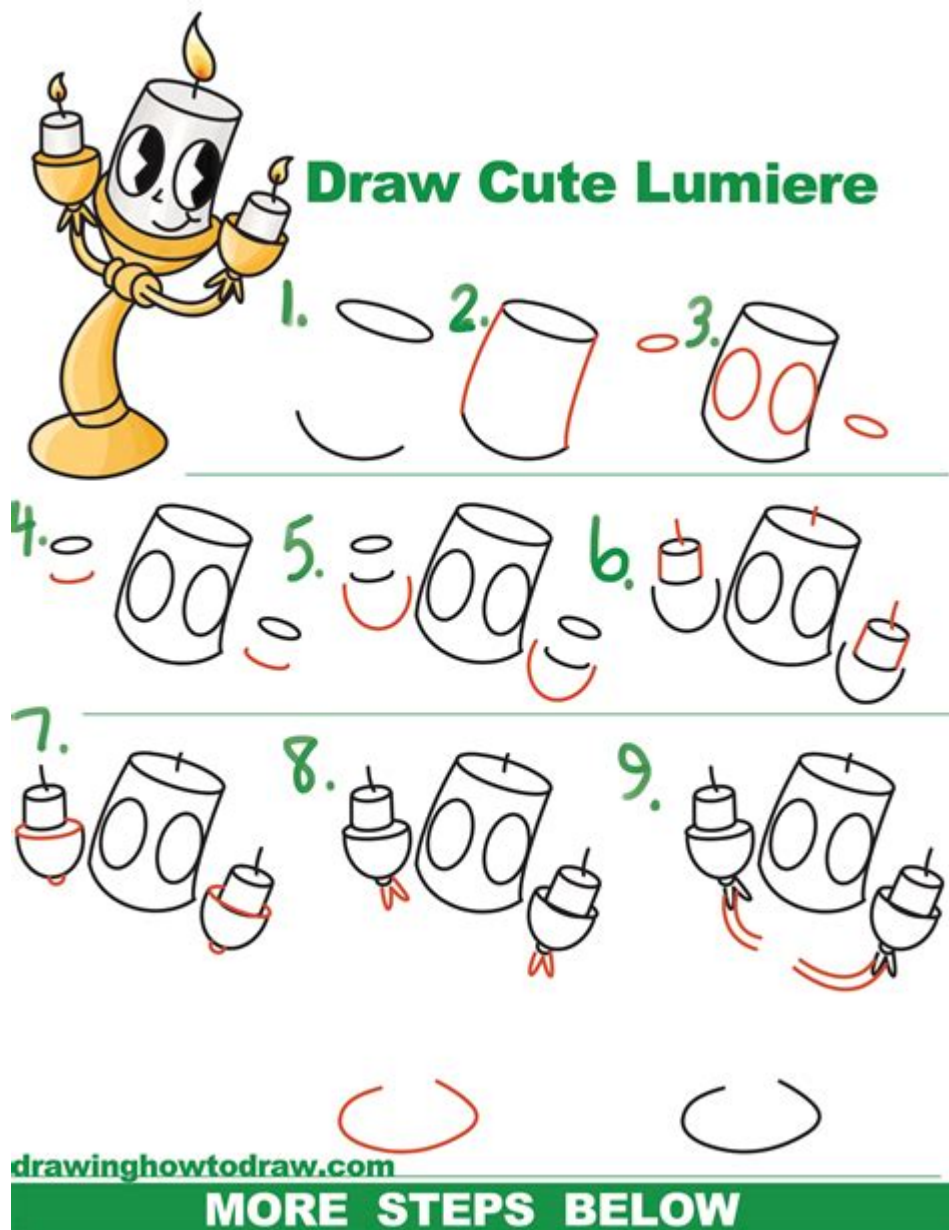 Draw Cute Lumiere
1. 2. 3.
4. 5. 6.
7. 8. 9.
drawinghowtodraw.com
MORE STEPS BELOW